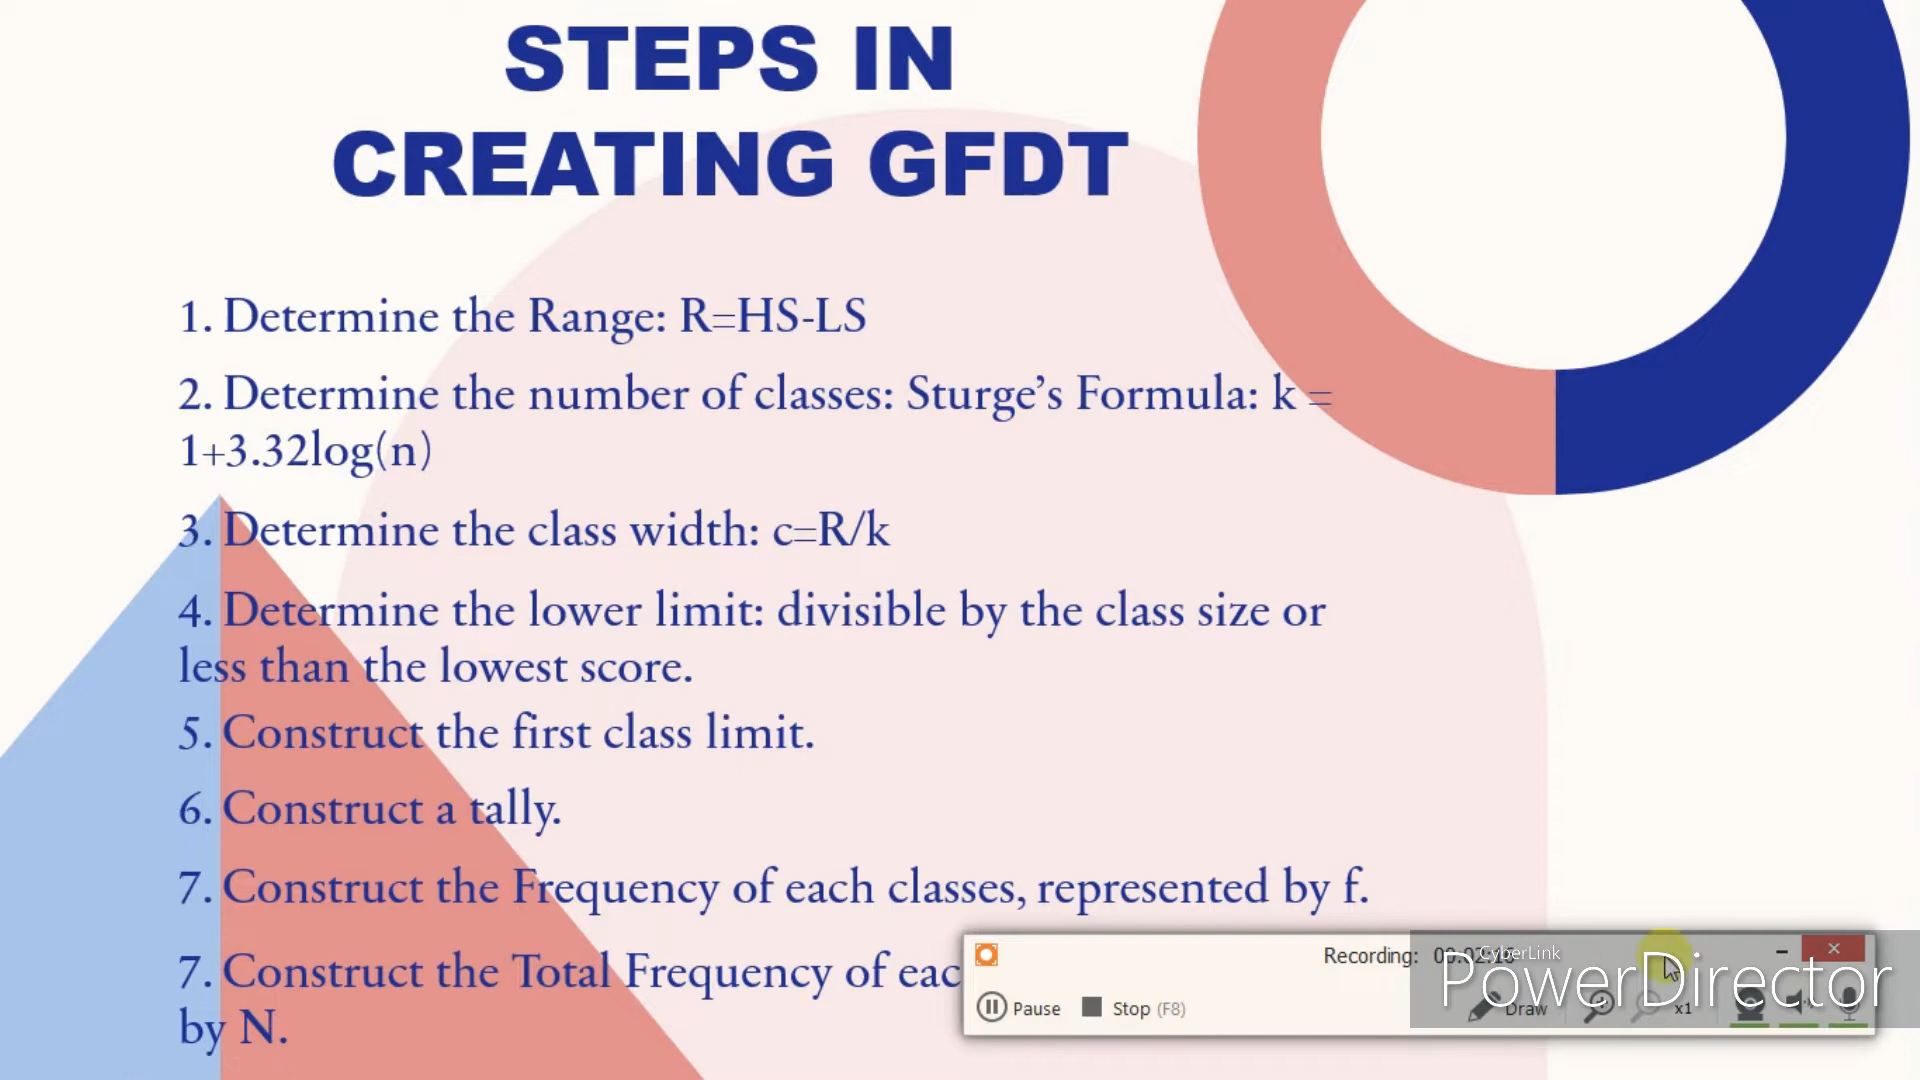 STEPS IN
CREATING GFDT
1. Determine the Range: R=HS-LS
2. Determine the number of classes: Sturge’s Formula: k =
1+3.32log(n)
3. Determine the class width: c=R/k
4. Determine the lower limit: divisible by the class size or
less than the lowest score.
5. Construct the first class limit.
6. Construct a tally.
7. Construct the Frequency of each classes, represented by f.
7. Construct the Total Frequency of
by N.
Recording:
CyberLink
PowerDirector
Pause Stop (F8) Draw x1